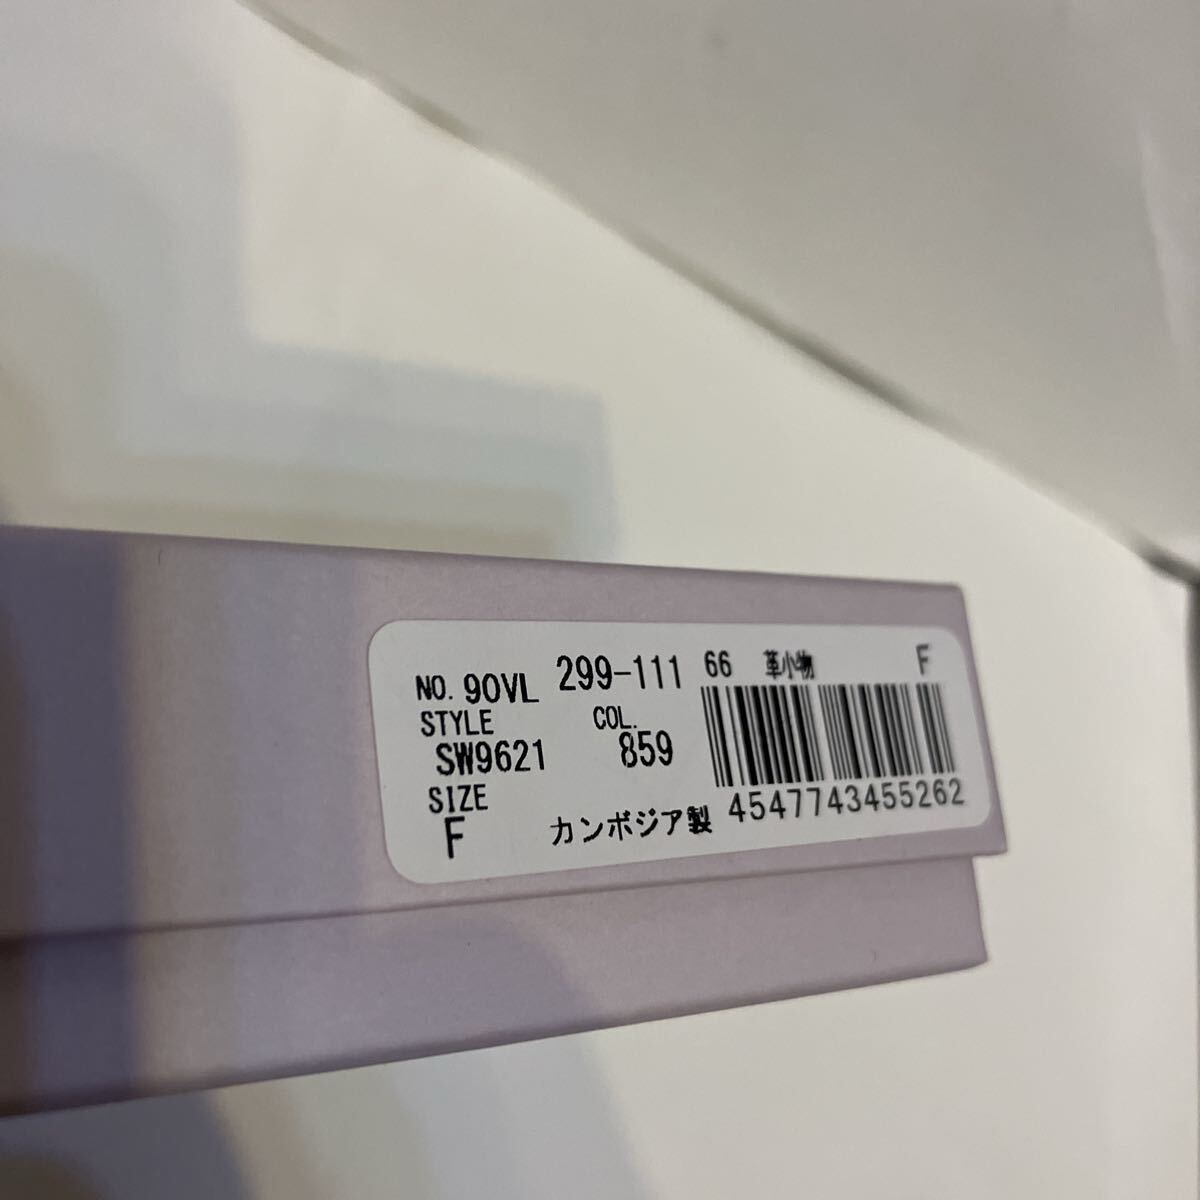 NO. 90VL 299-111 66 革小物 F
STYLE COL.
SW9621 859
SIZE
F カンボジア製 4547743455262